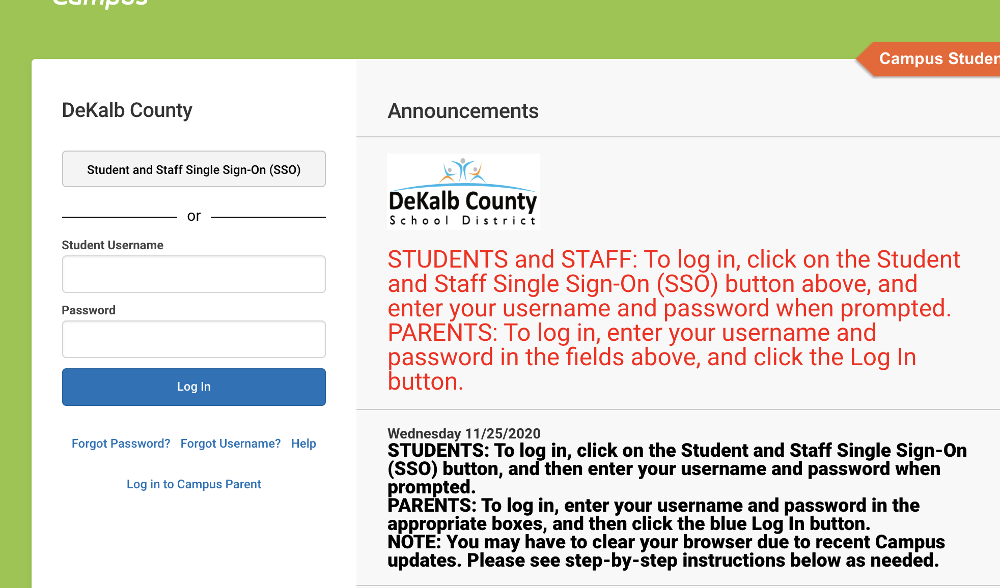 Campus
Campus Studen
DeKalb County
Student and Staff Single Sign-On (SSO)
or
Student Username
Password
Log In
Forgot Password? Forgot Username? Help
Log in to Campus Parent
Announcements
DeKalb County
School District
STUDENTS and STAFF: To log in, click on the Student
and Staff Single Sign-On (SSO) button above, and
enter your username and password when prompted.
PARENTS: To log in, enter your username and
password in the fields above, and click the Log In
button.
Wednesday 11/25/2020
STUDENTS: To log in, click on the Student and Staff Single Sign-On
(SSO) button, and then enter your username and password when
prompted.
PARENTS: To log in, enter your username and password in the
appropriate boxes, and then click the blue Log In button.
NOTE: You may have to clear your browser due to recent Campus
updates. Please see step-by-step instructions below as needed.